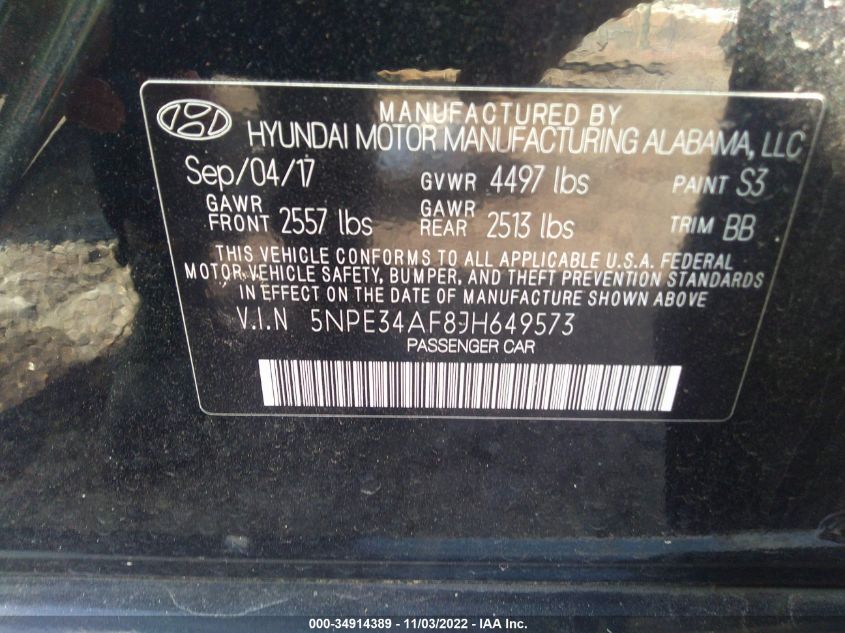 MANUFACTURED BY
HYUNDAI MOTOR MANUFACTURING ALABAMA, LLC
Sep/04/17 GVWR 4497 lbs PAINT S3
GAWR FRONT 2557 lbs GAWR REAR 2513 lbs TRIM BB
THIS VEHICLE CONFORMS TO ALL APPLICABLE U.S.A. FEDERAL
MOTOR VEHICLE SAFETY, BUMPER, AND THEFT PREVENTION STANDARDS
IN EFFECT ON THE DATE OF MANUFACTURE SHOWN ABOVE
V.I.N 5NPE34AF8JH649573
PASSENGER CAR
000-34914389 - 11/03/2022 - IAA Inc.